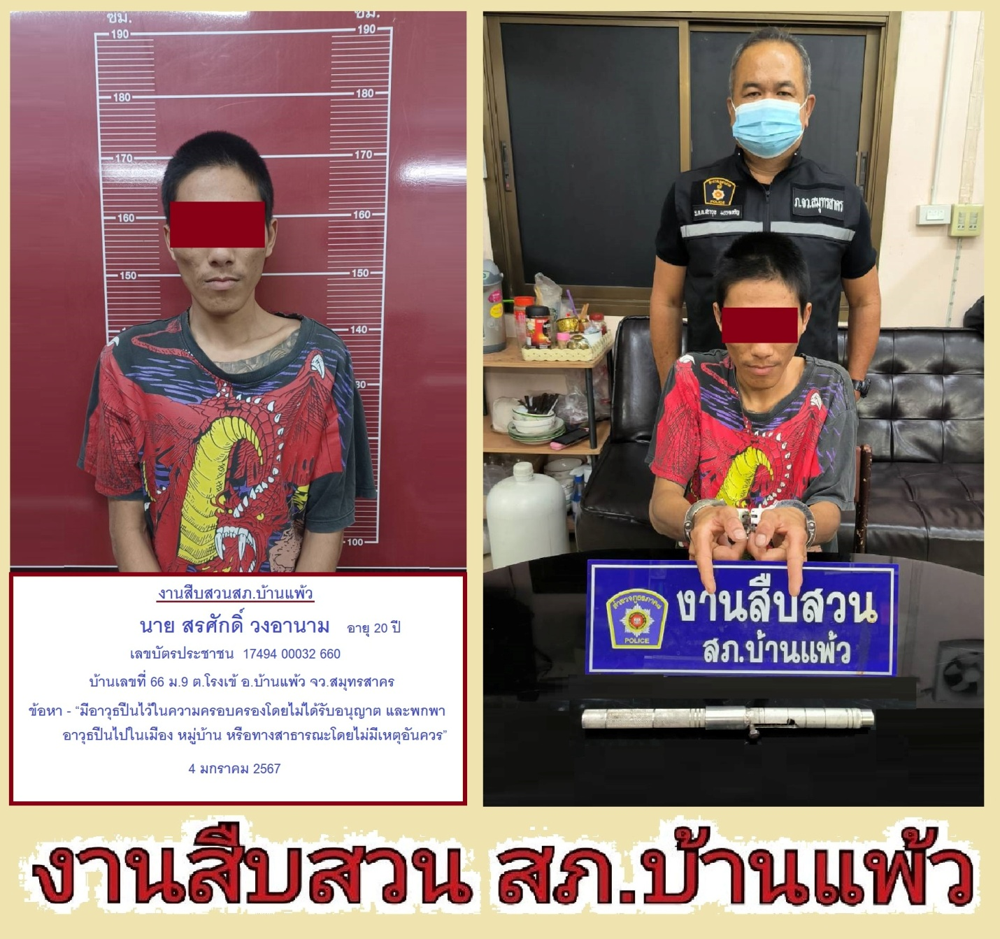 ซม.
ซม.
190
190
180
180
170
170
160
160
150
150
140
100
งานสืบสวนสภ.บ้านแพ้ว
นาย สรศักดิ์ วงอานาม อายุ 20 ปี
เลขบัตรประชาชน 17494 00032 660
บ้านเลขที่ 66 ม.9 ต.โรงเข้ อ.บ้านแพ้ว จว.สมุทรสาคร
ข้อหา - “มีอาวุธปืนไว้ในความครอบครองโดยไม่ได้รับอนุญาต และพกพา
อาวุธปืนไปในเมือง หมู่บ้าน หรือทางสาธารณะโดยไม่มีเหตุอันควร”
4 มกราคม 2567
POLICE
ภ.จว.สมุทรสาคร
ตำรวจภูธรภาค๗
POLICE
งานสืบสวน
สภ.บ้านแพ้ว
งานสืบสวน สภ.บ้านแพ้ว